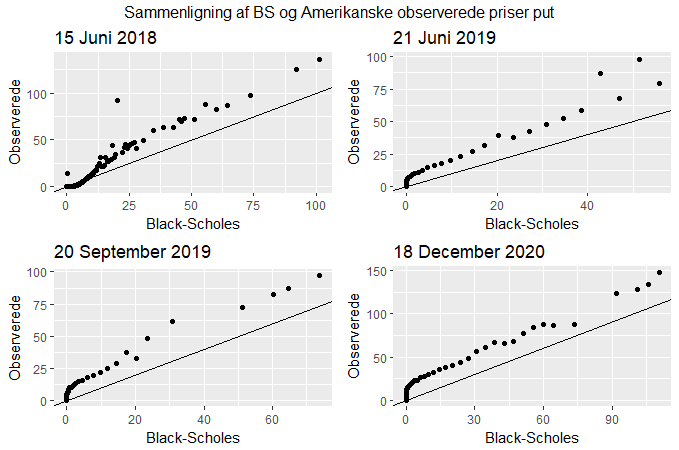 Sammenligning af BS og Amerikanske observerede priser put
15 Juni 2018
Observerede
100
50
0
0 25 50 75 100
Black-Scholes
21 Juni 2019
Observerede
100
75
50
25
0
0 20 40
Black-Scholes
20 September 2019
Observerede
100
75
50
25
0
0 20 40 60
Black-Scholes
18 December 2020
Observerede
150
100
50
0
0 30 60 90
Black-Scholes